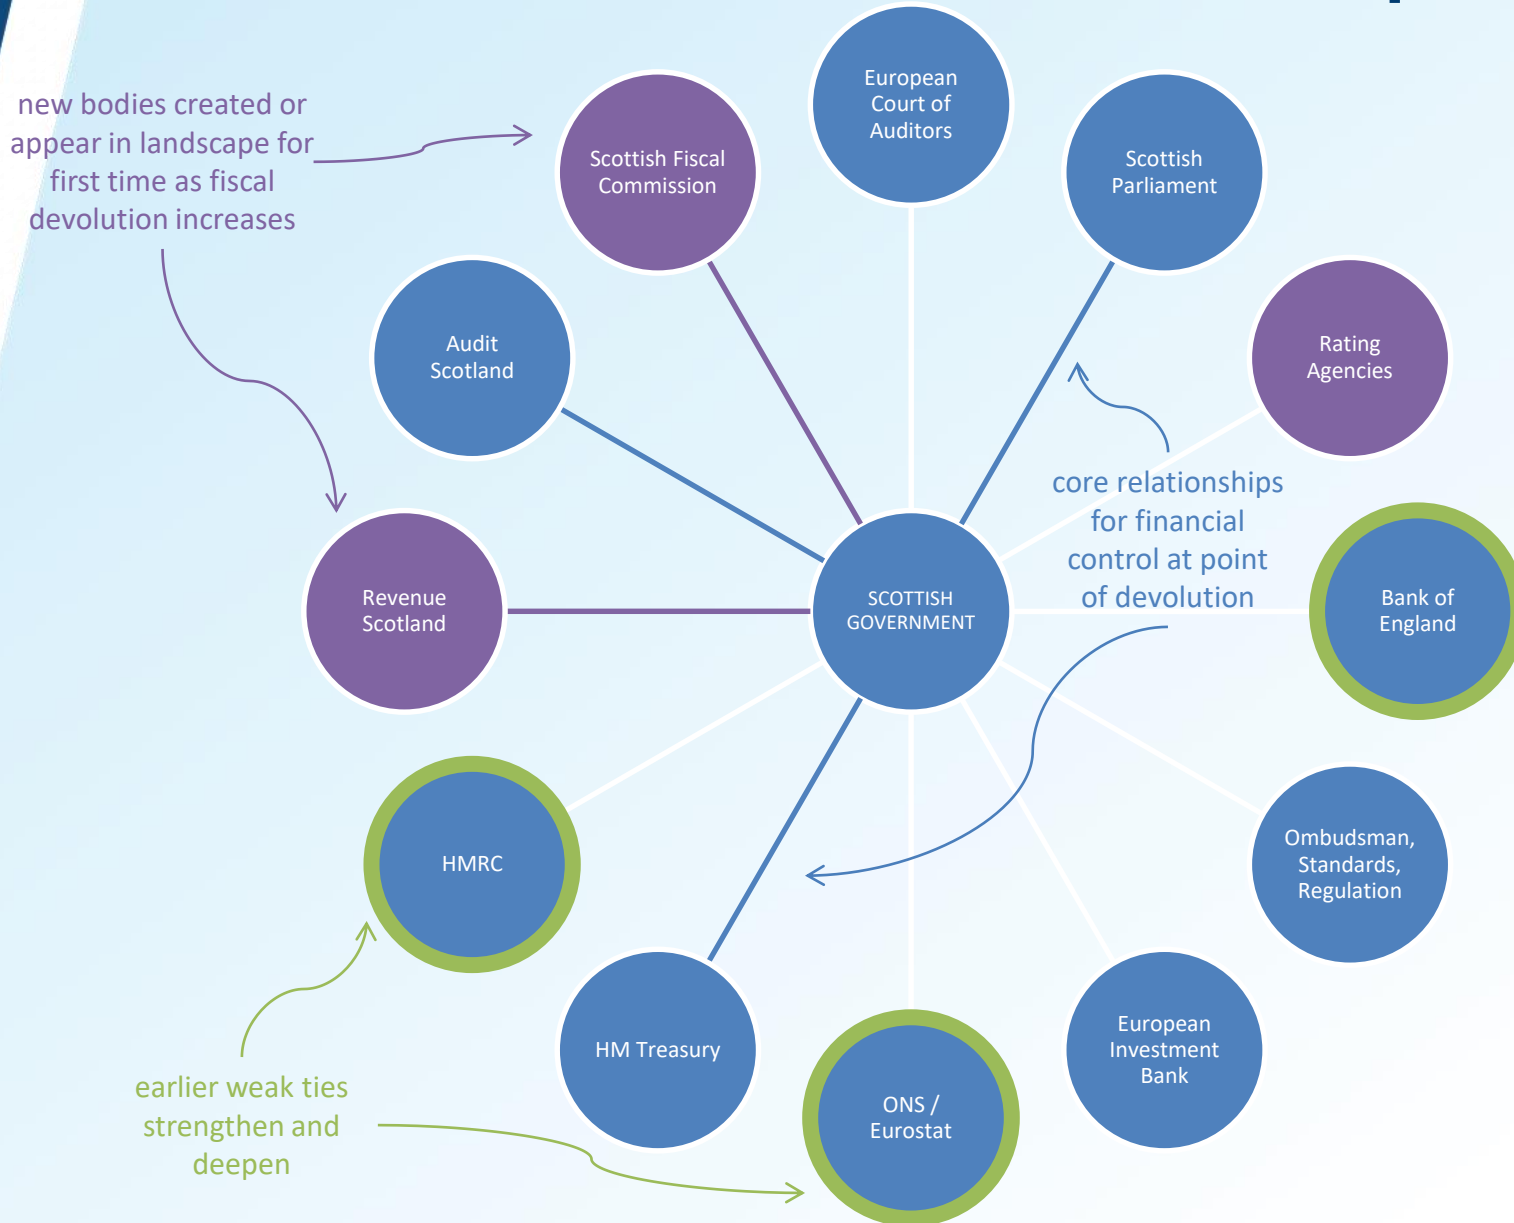 new bodies created or
appear in landscape for
first time as fiscal
devolution increases
European
Court of
Auditors
Scottish Fiscal
Commission
Scottish
Parliament
Audit
Scotland
Rating
Agencies
core relationships
for financial
control at point
of devolution
Revenue
Scotland
SCOTTISH
GOVERNMENT
Bank of
England
HMRC
Ombudsman,
Standards,
Regulation
HM Treasury
European
Investment
Bank
ONS /
Eurostat
earlier weak ties
strengthen and
deepen